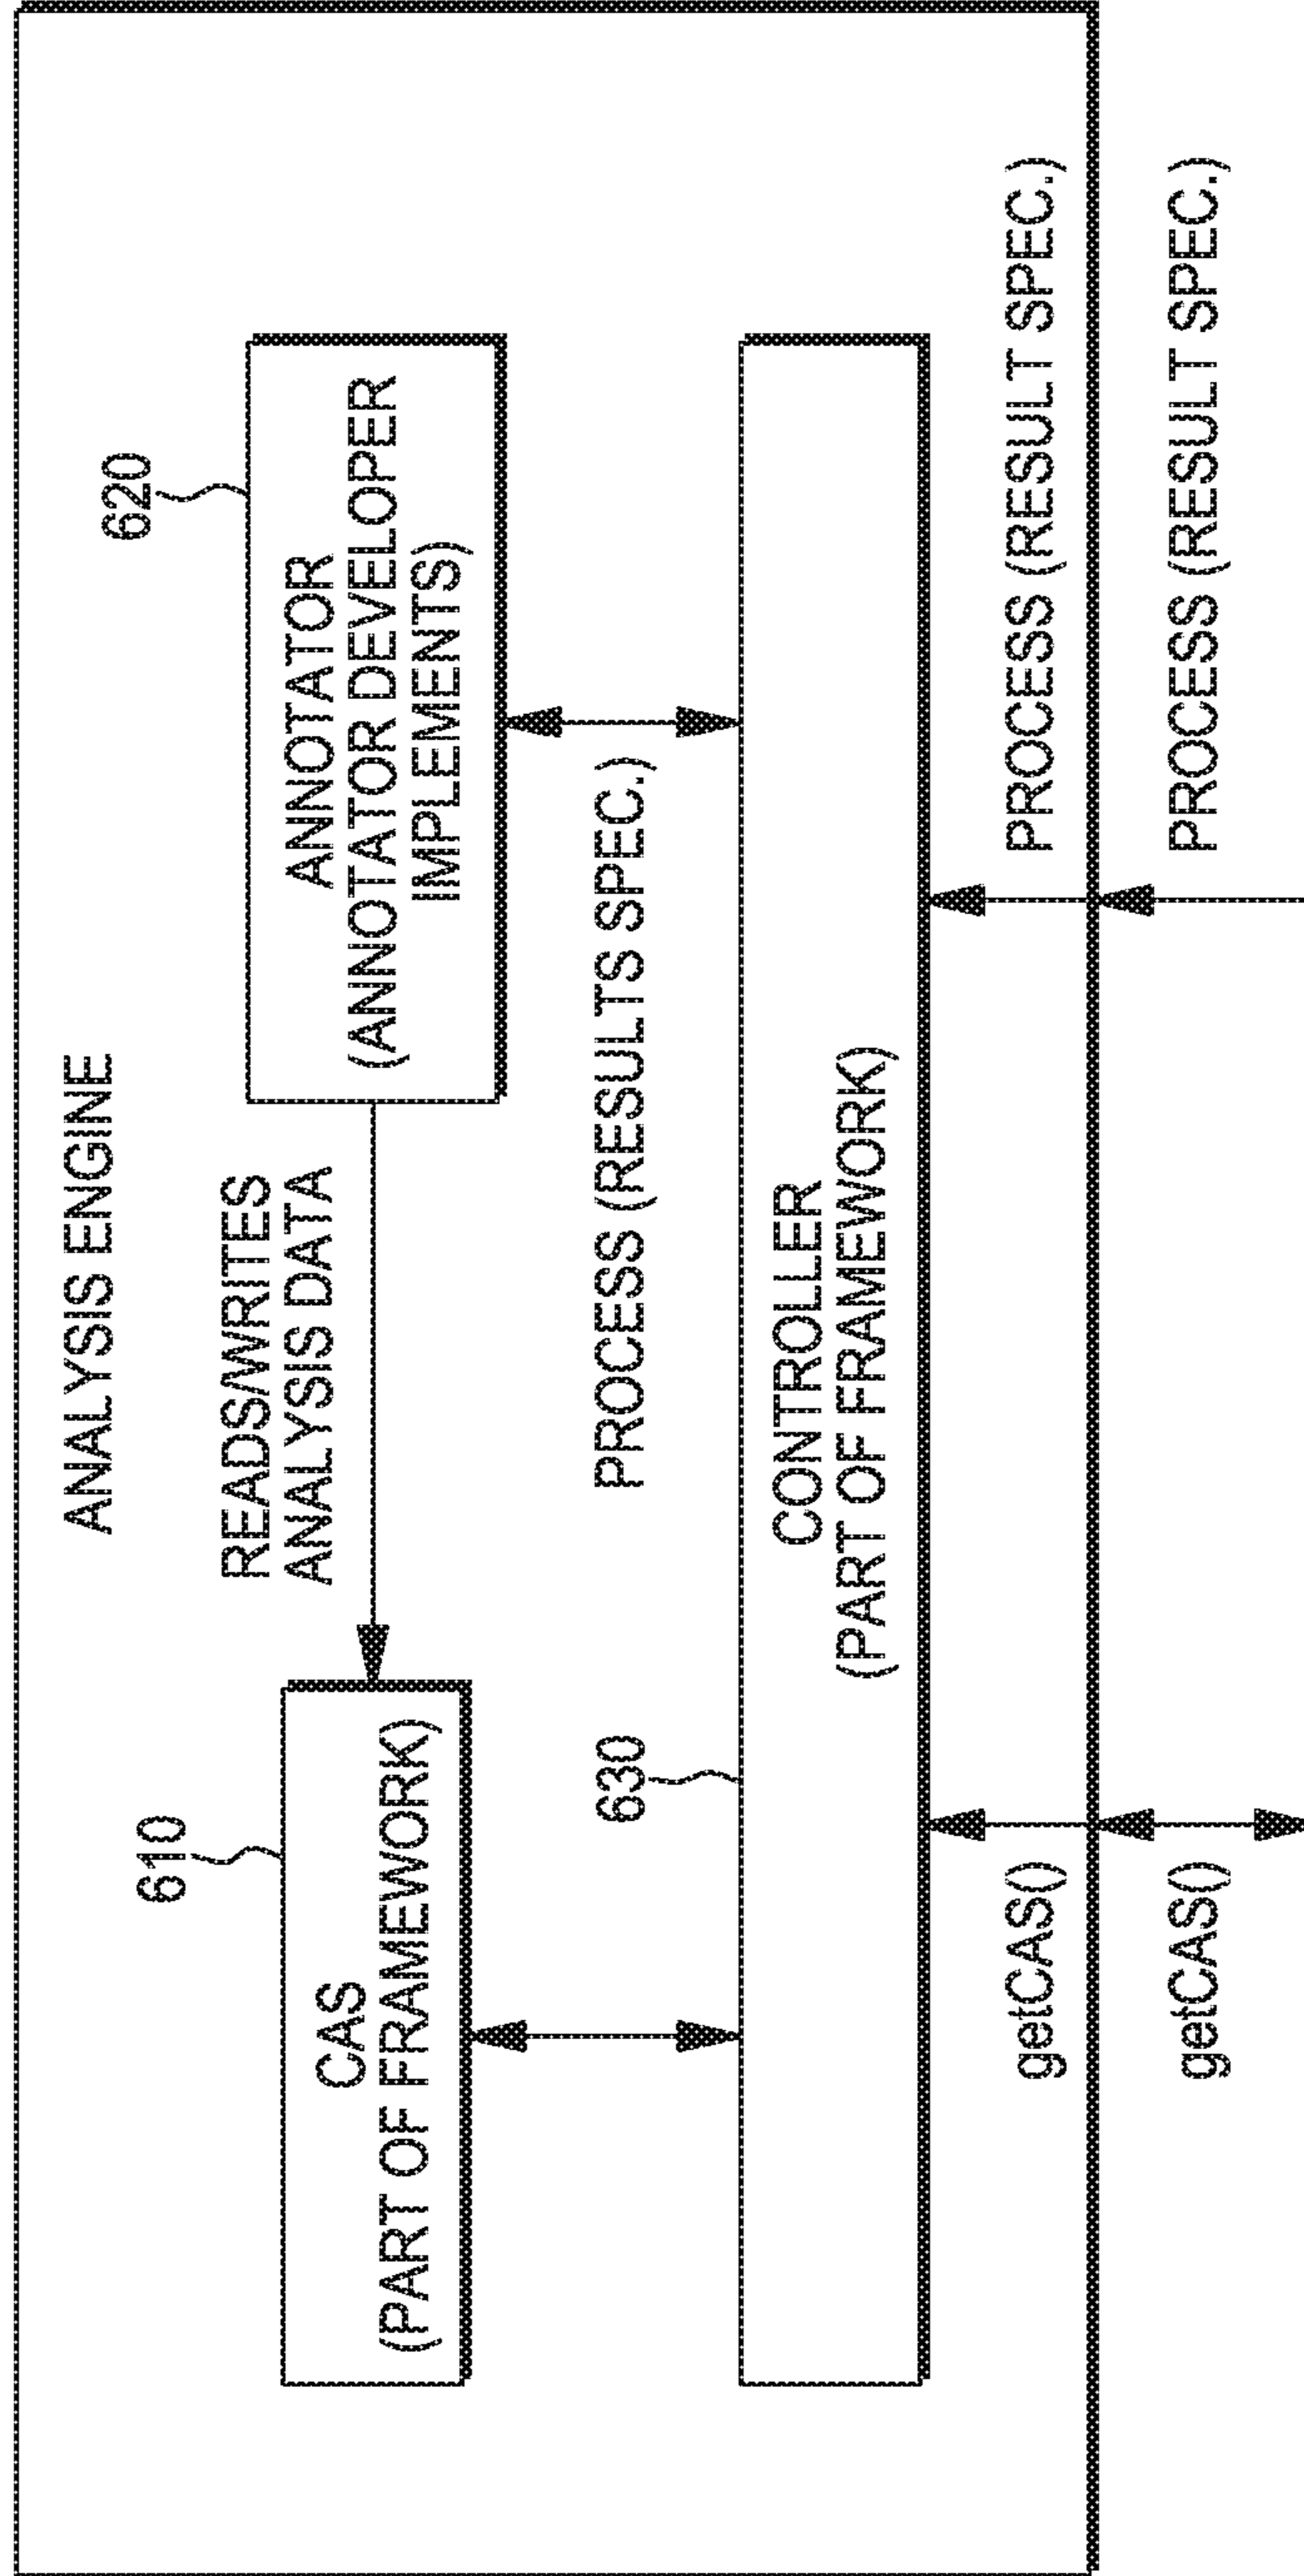 ANALYSIS ENGINE
610
CAS
(PART OF FRAMEWORK)
READS/WRITES
ANALYSIS DATA
620
ANNOTATOR
(ANNOTATOR DEVELOPER
IMPLEMENTS)
630
PROCESS (RESULTS SPEC.)
CONTROLLER
(PART OF FRAMEWORK)
getCAS()
PROCESS (RESULT SPEC.)
getCAS()
PROCESS (RESULT SPEC.)